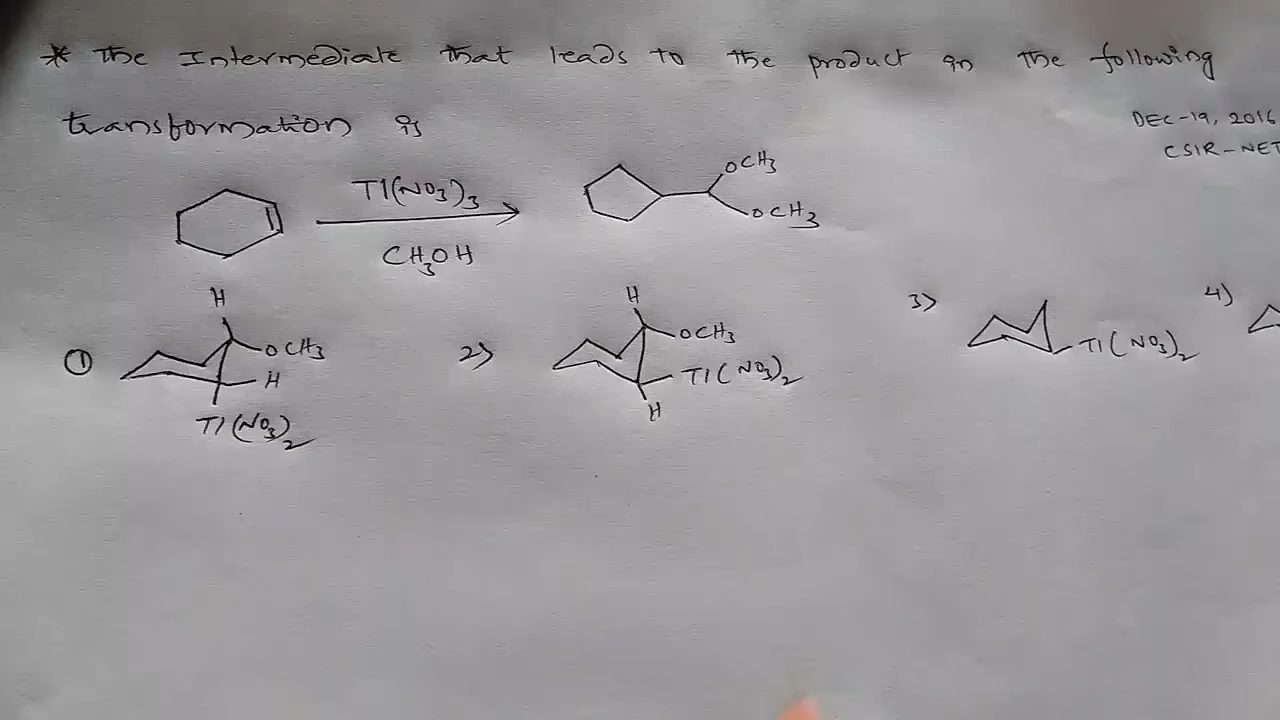 * The Intermediate that leads to the product in the following
transformation is
DEC-19, 2016
CSIR-NET
Tl(NO3)3
CH3OH
OCH3
OCH3
① H
OCH3
H
Tl(NO3)2
2) H
OCH3
Tl(NO3)2
H
3) Tl(NO3)2
4)